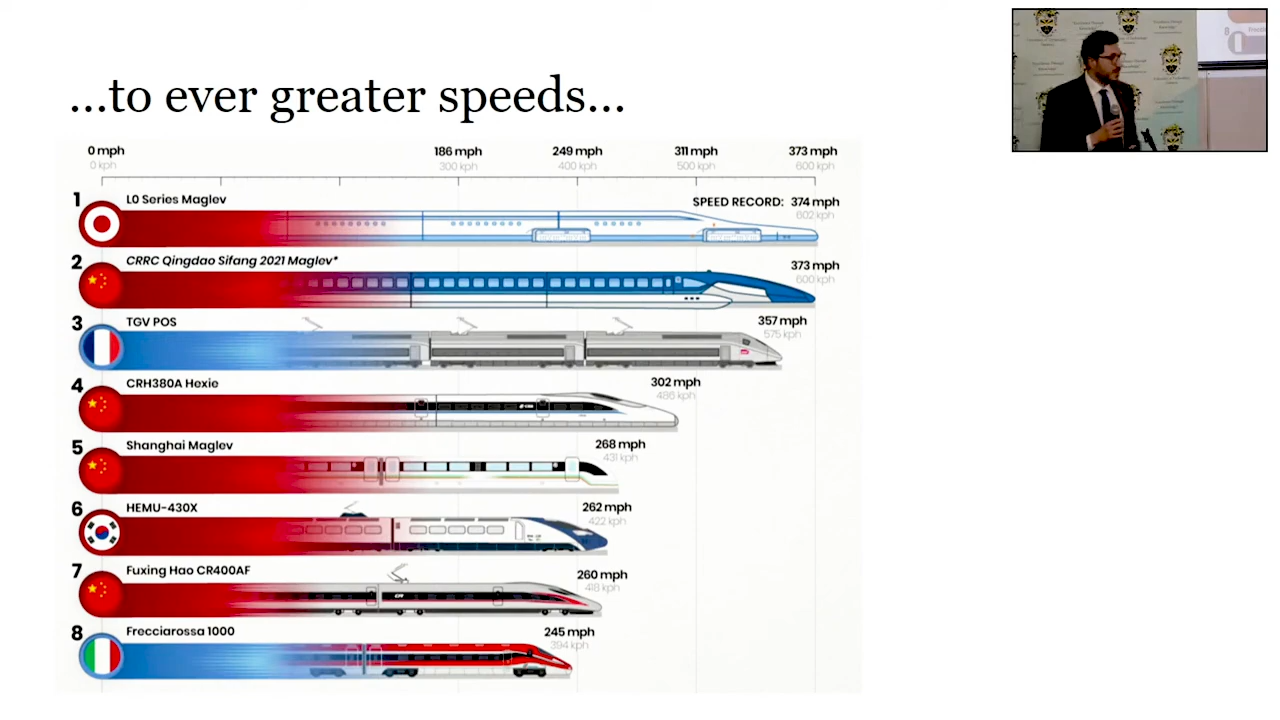 ...to ever greater speeds...
0 mph 186 mph 249 mph 311 mph 373 mph
0 kph 300 kph 400 kph 500 kph 600 kph
1 L0 Series Maglev SPEED RECORD: 374 mph
602 kph
2 CRRC Qingdao Sifang 2021 Maglev* 373 mph
600 kph
3 TGV POS 357 mph
575 kph
4 CRH380A Hexie 302 mph
486 kph
5 Shanghai Maglev 268 mph
431 kph
6 HEMU-430X 262 mph
422 kph
7 Fuxing Hao CR400AF 260 mph
418 kph
8 Frecciarossa 1000 245 mph
394 kph